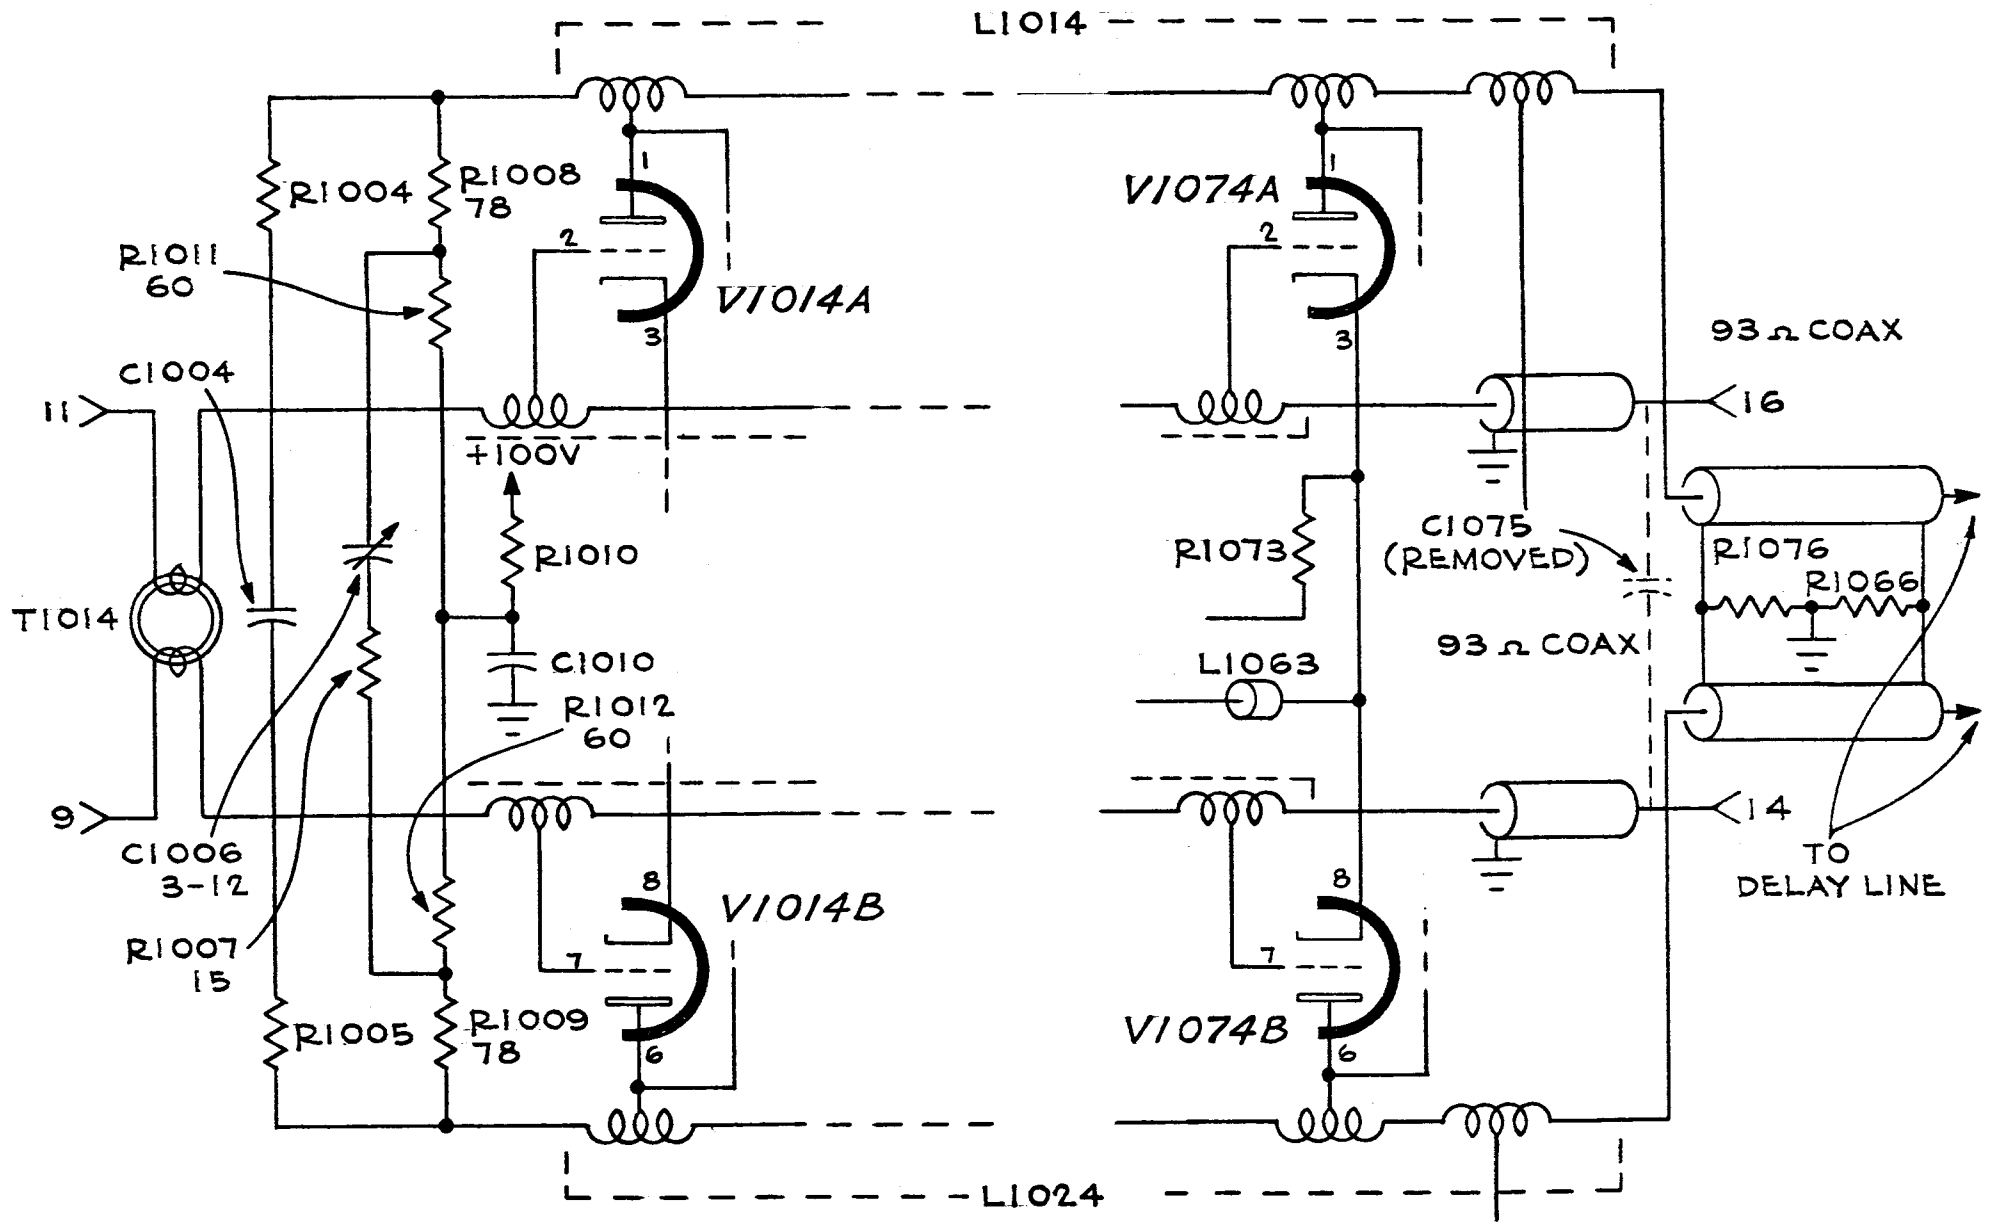 L1014
R1004
R1008
78
1
2
3
V1014A
V1074A
1
2
3
R1011
60
93 Ω COAX
C1004
11
16
+100V
R1010
R1073
C1075
(REMOVED)
R1076
R1066
T1014
C1010
L1063
93 Ω COAX
R1012
60
9
14
C1006
3-12
TO
DELAY LINE
8
7
6
V1014B
8
7
6
V1074B
R1007
15
R1005
R1009
78
L1024